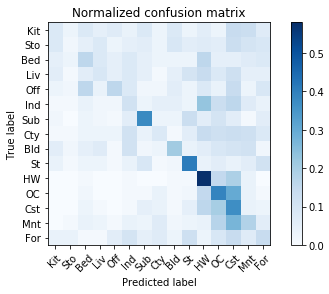 Normalized confusion matrix
True label
Kit
Sto
Bed
Liv
Off
Ind
Sub
Cty
Bld
St
HW
OC
Cst
Mnt
For
Kit Sto Bed Liv Off Ind Sub Cty Bld St HW OC Cst Mnt For
Predicted label
0.5
0.4
0.3
0.2
0.1
0.0